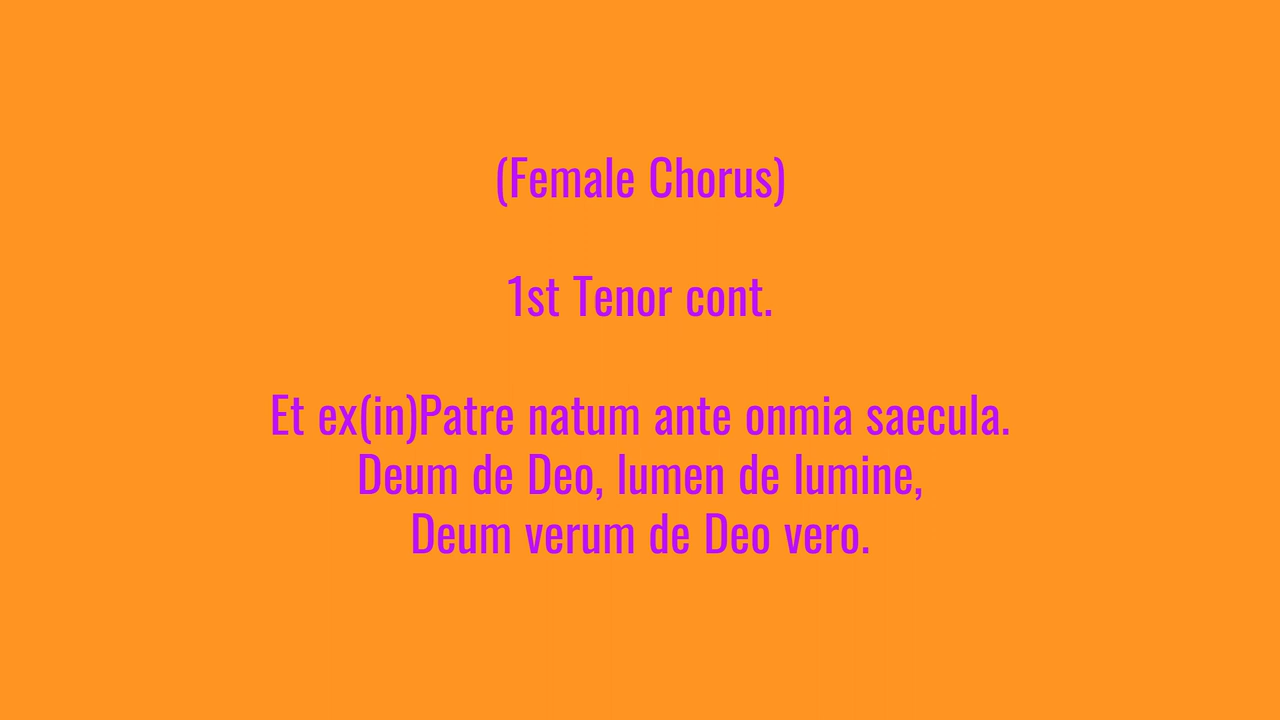 (Female Chorus)
1st Tenor cont.
Et ex(in)Patre natum ante onmia saecula.
Deum de Deo, lumen de lumine,
Deum verum de Deo vero.